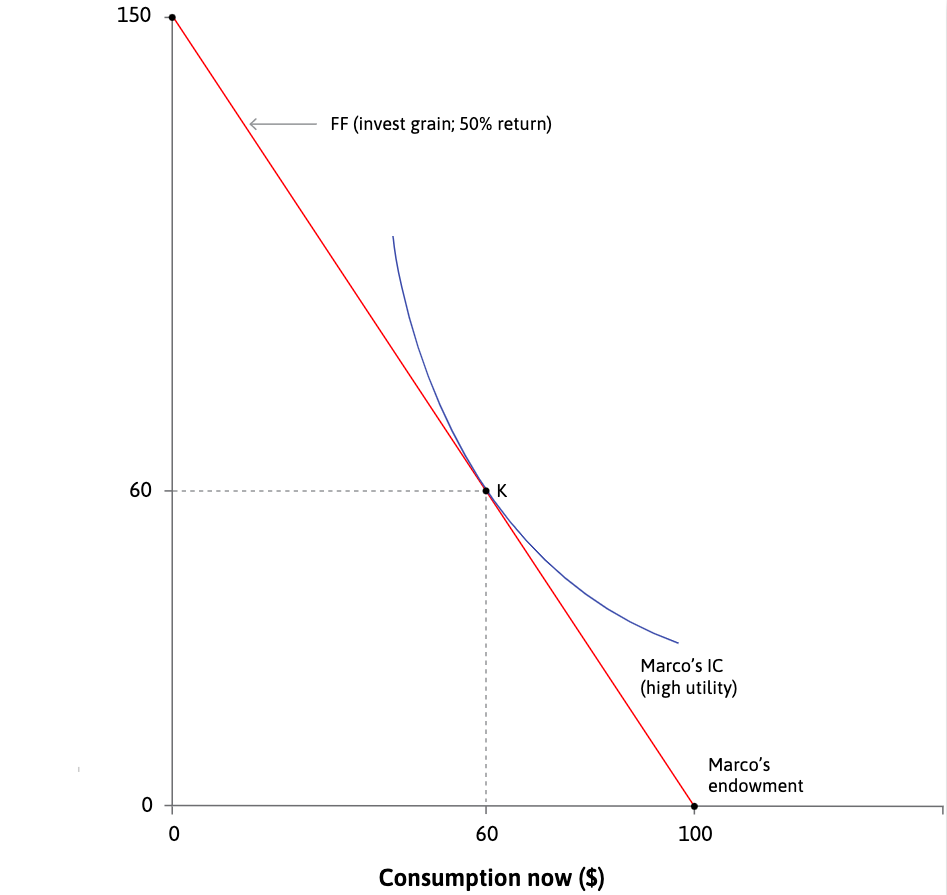 150
FF (invest grain; 50% return)
60
K
Marco's IC
(high utility)
Marco's
endowment
0
0
60
100
Consumption now ($)